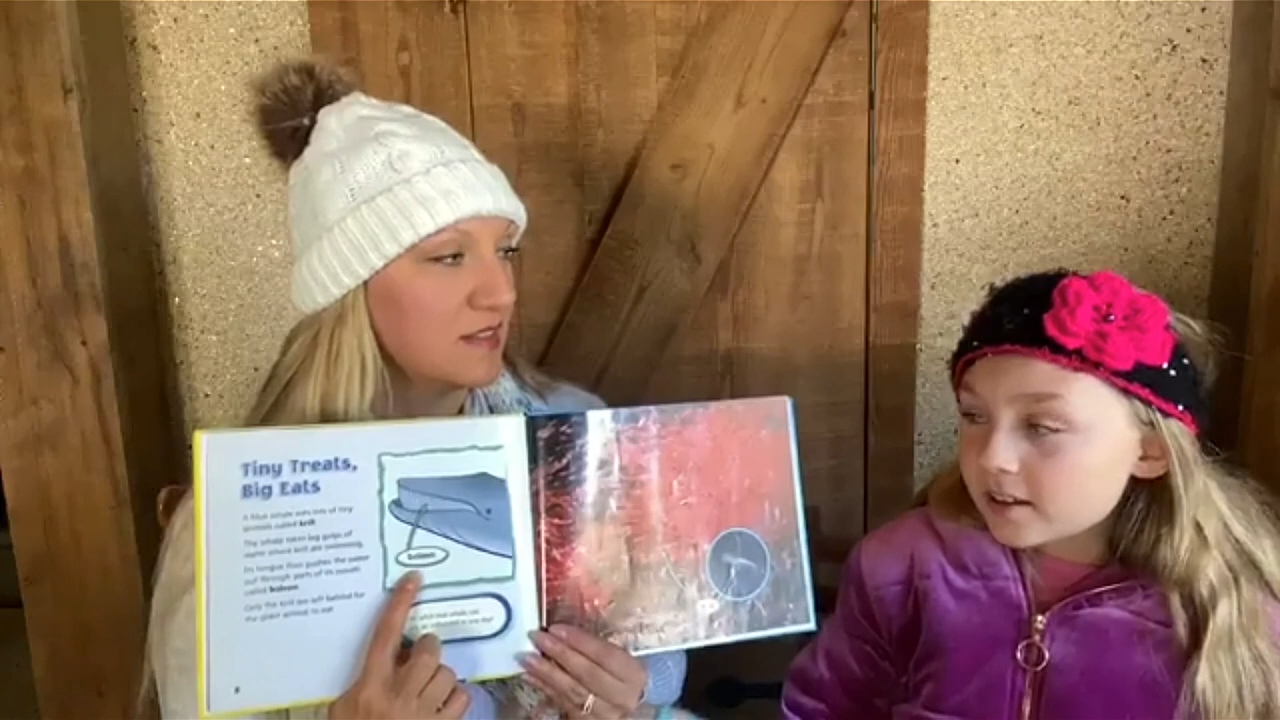 Tiny Treats,
Big Eats
A blue whale eats lots of tiny
animals called krill.
The whale takes big gulps of
water where krill are swimming.
Its tongue then pushes the water
out through parts of its mouth
called baleen.
Only the krill are left behind for
the giant animal to eat.
baleen
8